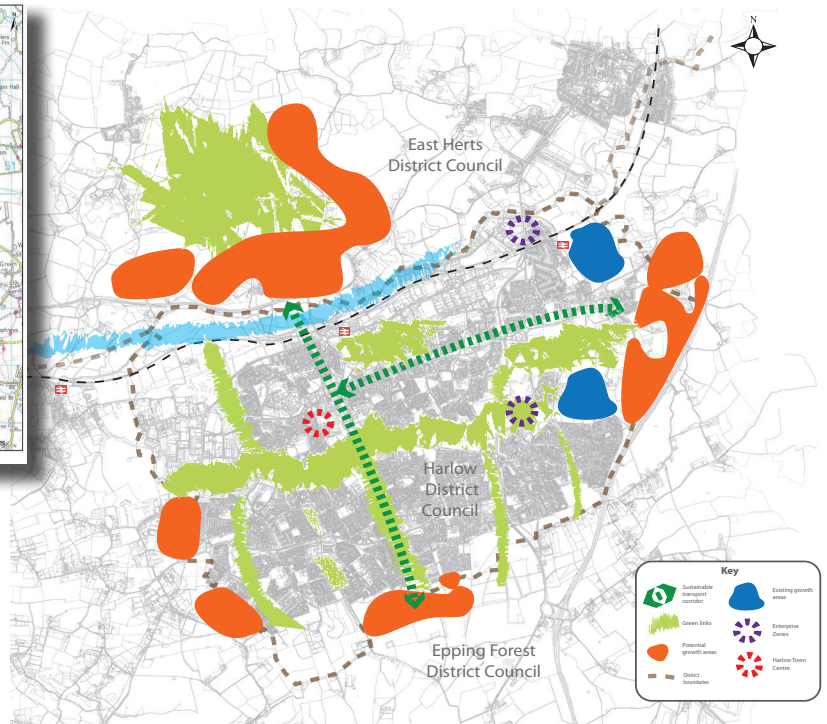 N
51
N
East Herts
District Council
Harlow
District
Council
Epping Forest
District Council
Key
Sustainable
transport
corridor
Existing growth
areas
Green links
Enterprise
Zones
Potential
growth areas
Harlow Town
Centre
District
boundaries